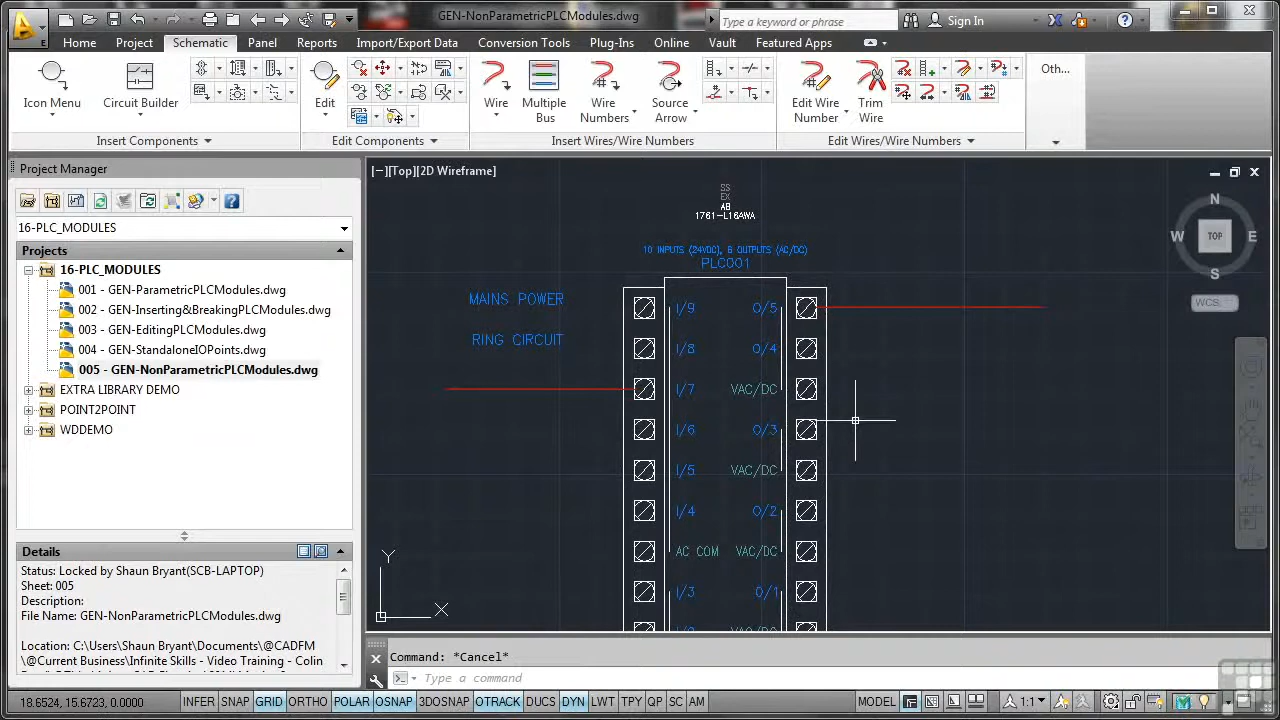 GEN-NonParametricPLCModules.dwg
Type a keyword or phrase
Sign In
E
Home
Project
Schematic
Panel
Reports
Import/Export Data
Conversion Tools
Plug-Ins
Online
Vault
Featured Apps
Icon Menu
Circuit Builder
Edit
Wire
Multiple
Bus
Wire
Numbers
Source
Arrow
Edit Wire
Number
Trim
Wire
Oth...
Insert Components
Edit Components
Insert Wires/Wire Numbers
Edit Wires/Wire Numbers
Project Manager
16-PLC_MODULES
Projects
16-PLC_MODULES
001 - GEN-ParametricPLCModules.dwg
002 - GEN-Inserting&BreakingPLCModules.dwg
003 - GEN-EditingPLCModules.dwg
004 - GEN-StandaloneIOPoints.dwg
005 - GEN-NonParametricPLCModules.dwg
EXTRA LIBRARY DEMO
POINT2POINT
WDDEMO
Details
Status: Locked by Shaun Bryant(SCB-LAPTOP)
Sheet: 005
Description:
File Name: GEN-NonParametricPLCModules.dwg
Location: C:\Users\Shaun Bryant\Documents\@CADFM
\@Current Business\Infinite Skills - Video Training - Colin
[-][Top][2D Wireframe]
N
W
TOP
E
S
WCS
SS
EX
AB
1761-L16AWA
10 INPUTS (24VDC), 6 OUTPUTS (AC/DC)
PLC001
MAINS POWER
RING CIRCUIT
I/9
O/5
I/8
O/4
I/7
VAC/DC
I/6
O/3
I/5
VAC/DC
I/4
O/2
AC COM
VAC/DC
I/3
O/1
VAC/DC
Y
X
Command: *Cancel*
Type a command
18.6524, 15.6723, 0.0000
INFER
SNAP
GRID
ORTHO
POLAR
OSNAP
3DOSNAP
OTRACK
DUCS
DYN
LWT
TPY
QP
SC
AM
MODEL
1:1